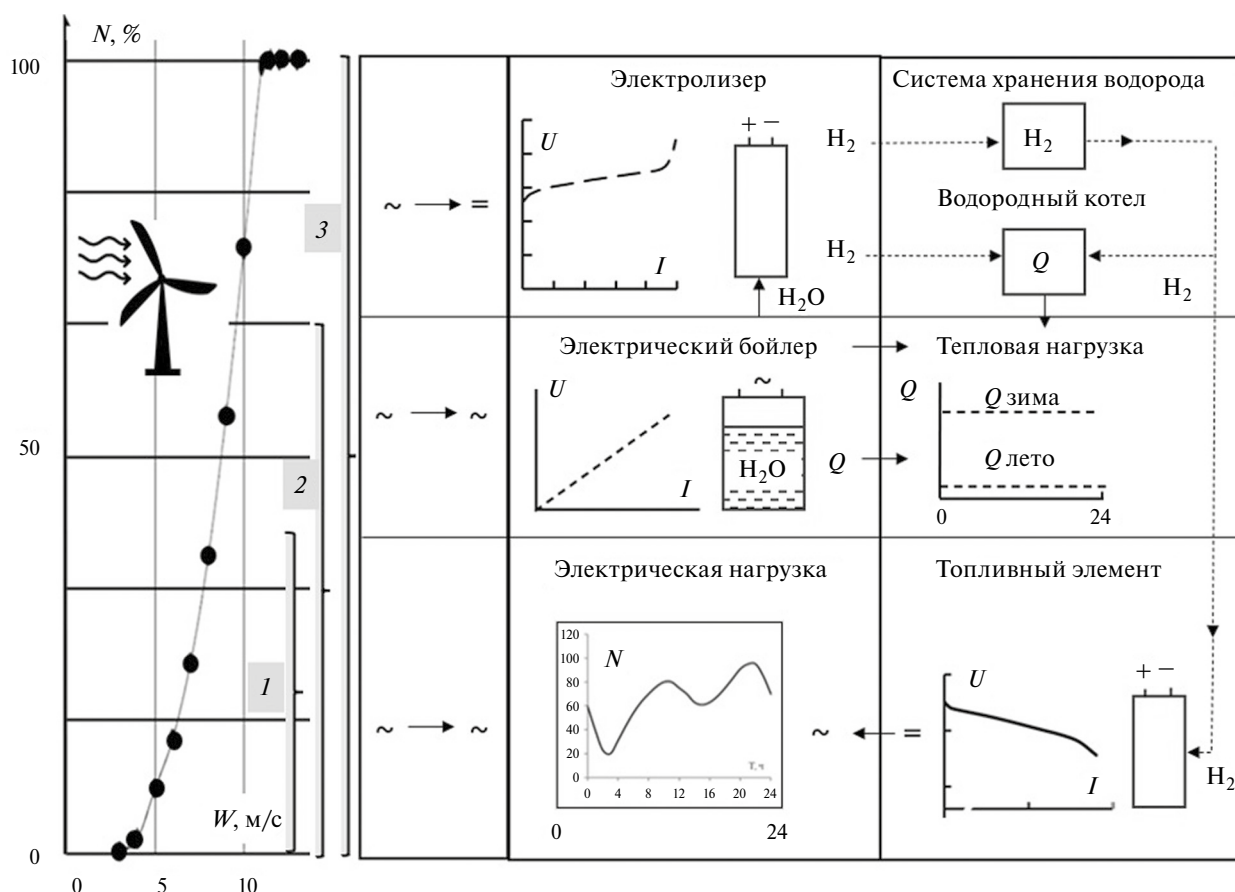 N, %
100
50
0
0
5
10
W, м/с
1
2
3
~ → =
Электролизер
U
I
+ −
H₂O
H₂
H₂
Система хранения водорода
H₂
Водородный котел
Q
H₂
~ → ~
Электрический бойлер
U
I
~
H₂O
Q
Тепловая нагрузка
Q
Q зима
Q лето
0
24
~ → ~
Электрическая нагрузка
120
100
80
60
40
20
0
N
T, ч
0 4 8 12 16 20 24
0
24
~ ← =
Топливный элемент
U
I
+ −
H₂